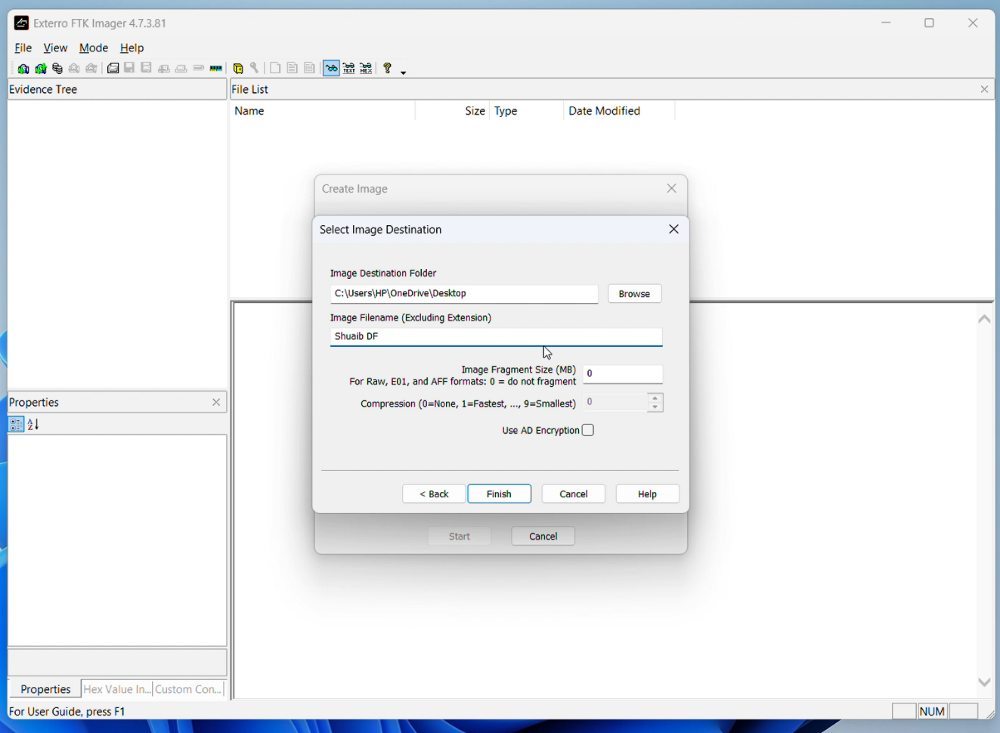 Exterro FTK Imager 4.7.3.81
File View Mode Help
TEXT HEX ?
Evidence Tree
File List
Name Size Type Date Modified
Create Image
Select Image Destination
Image Destination Folder
C:\Users\HP\OneDrive\Desktop Browse
Image Filename (Excluding Extension)
Shuaib DF
Image Fragment Size (MB)
For Raw, E01, and AFF formats: 0 = do not fragment
0
Compression (0=None, 1=Fastest, ..., 9=Smallest) 0
Use AD Encryption
< Back Finish Cancel Help
Start Cancel
Properties
A
Z
Properties Hex Value In... Custom Con...
For User Guide, press F1 NUM